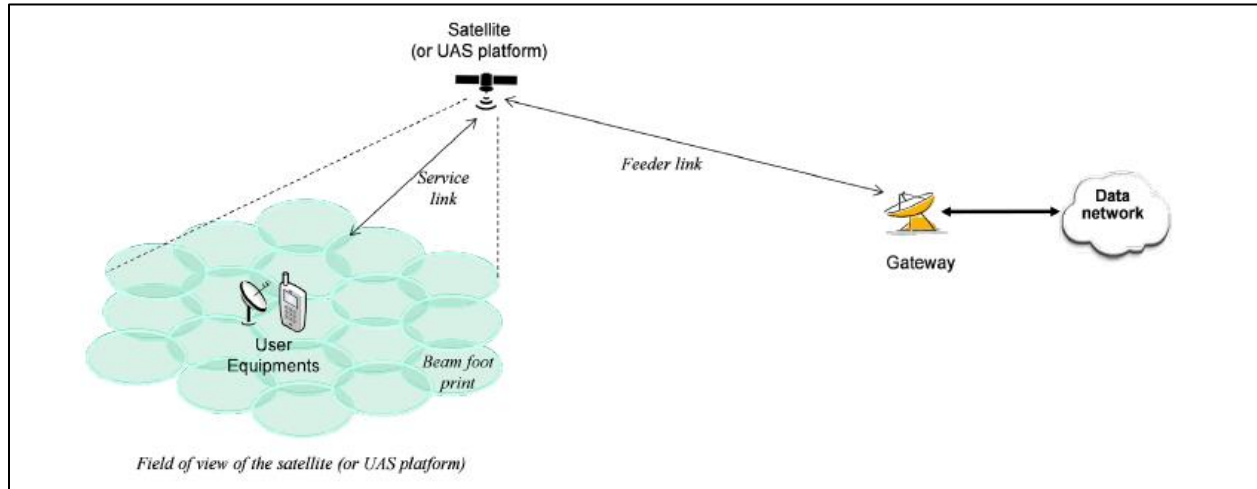 Satellite
(or UAS platform)
Feeder link
Service
link
Data
network
Gateway
User
Equipments
Beam foot
print
Field of view of the satellite (or UAS platform)